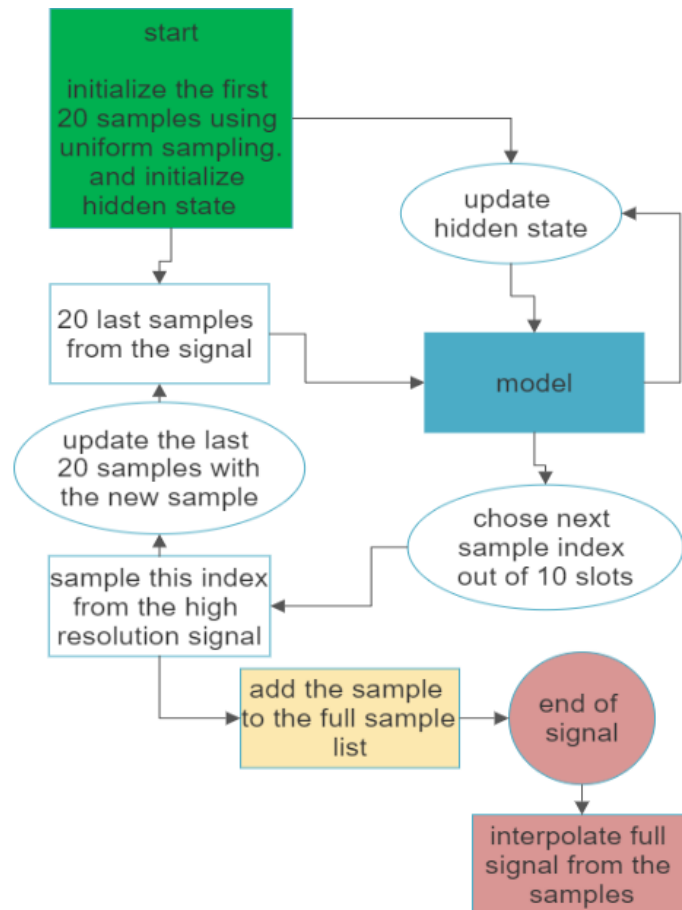 start
initialize the first
20 samples using
uniform sampling.
and initialize
hidden state
update
hidden state
20 last samples
from the signal
model
update the last
20 samples with
the new sample
chose next
sample index
out of 10 slots
sample this index
from the high
resolution signal
add the sample
to the full sample
list
end of
signal
interpolate full
signal from the
samples